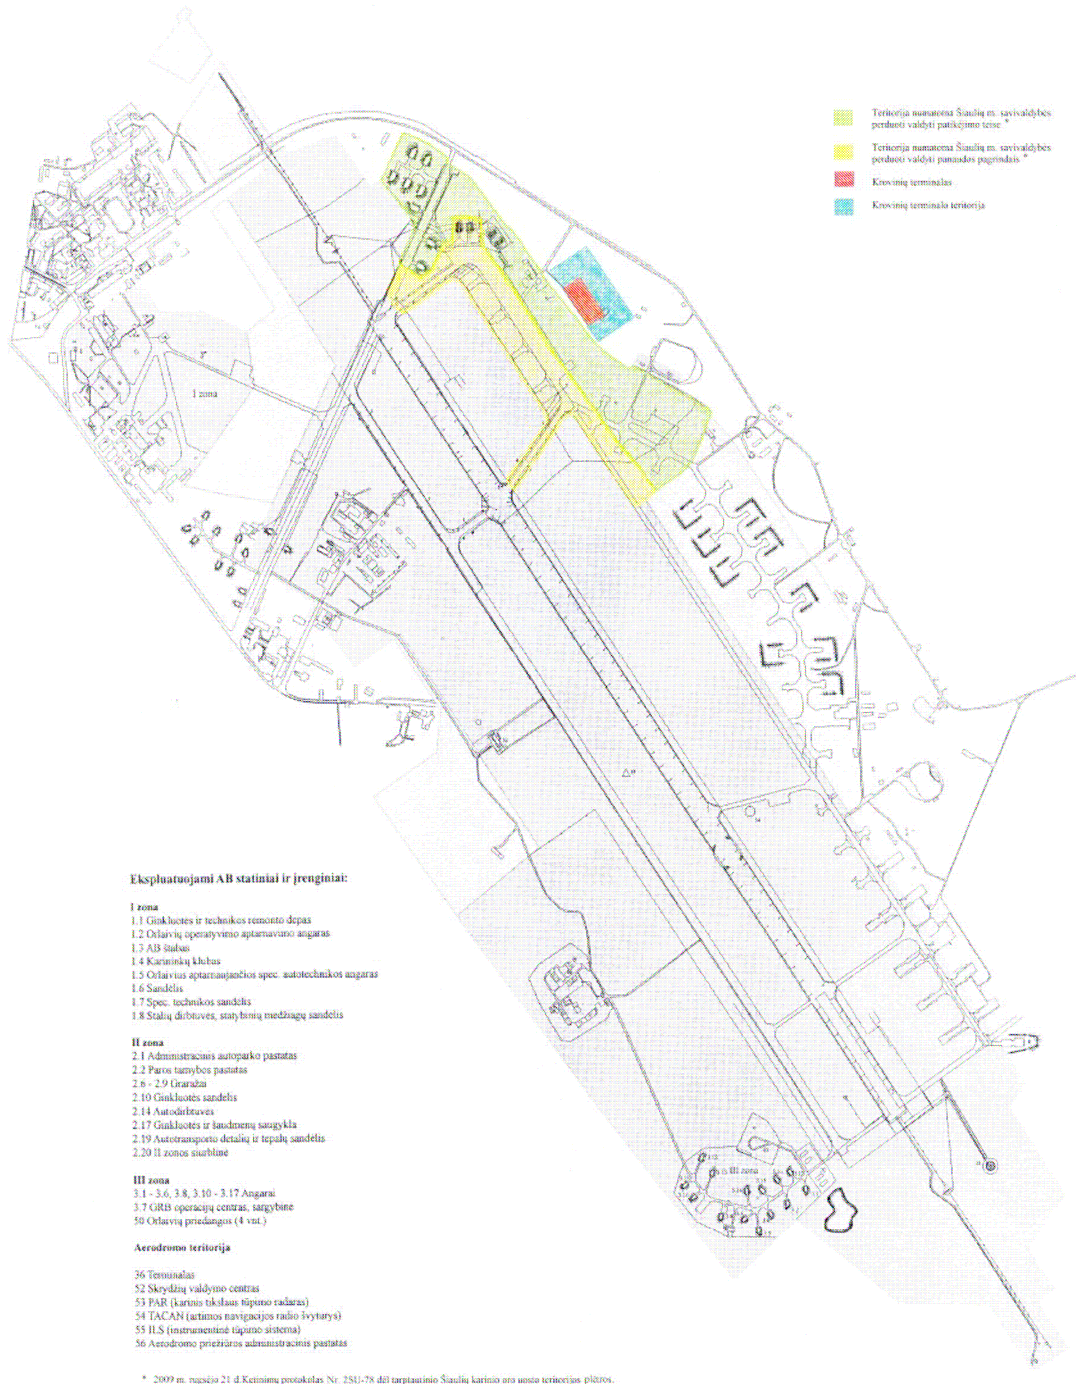 Teritorija numatoma Šiaulių m. savivaldybės
perduoti valdyti patikėjimo teise *
Teritorija numatoma Šiaulių m. savivaldybės
perduoti valdyti panaudos pagrindais *
Krovinių terminalas
Krovinių terminalo teritorija
I zona
III zona
Ekspluatuojami AB statiniai ir įrenginiai:
I zona
1.1 Ginkluotės ir technikos remonto depas
1.2 Orlaivių operatyvimo aptarnavimo angaras
1.3 AB štabas
1.4 Karininkų klubas
1.5 Orlaivius aptarnaujančios spec. autotechnikos angaras
1.6 Sandėlis
1.7 Spec. technikos sandėlis
1.8 Stalių dirbtuvės, statybinių medžiagų sandėlis
II zona
2.1 Administracinis autoparko pastatas
2.2 Paros tarnybos pastatas
2.6 - 2.9 Graražai
2.10 Ginkluotės sandėlis
2.14 Autodirbtuvės
2.17 Ginkluotės ir šaudmenų saugykla
2.19 Autotransporto detalių ir tepalų sandėlis
2.20 II zonos siurblinė
III zona
3.1 - 3.6, 3.8, 3.10 - 3.17 Angarai
3.7 GRB operacijų centras, sargybinė
50 Orlaivių priedangos (4 vnt.)
Aerodromo teritorija
36 Terminalas
52 Skrydžių valdymo centras
53 PAR (karinis tikslaus tūpimo radaras)
54 TACAN (artimos navigacijos radio švyturys)
55 ILS (instrumentinė tūpimo sistema)
56 Aerodromo priežiūros administracinis pastatas
* 2009 m. rugsėjo 21 d.Ketinimų protokolas Nr. 25U-78 dėl tarptautinio Šiaulių karinio oro uosto teritorijos plėtros.